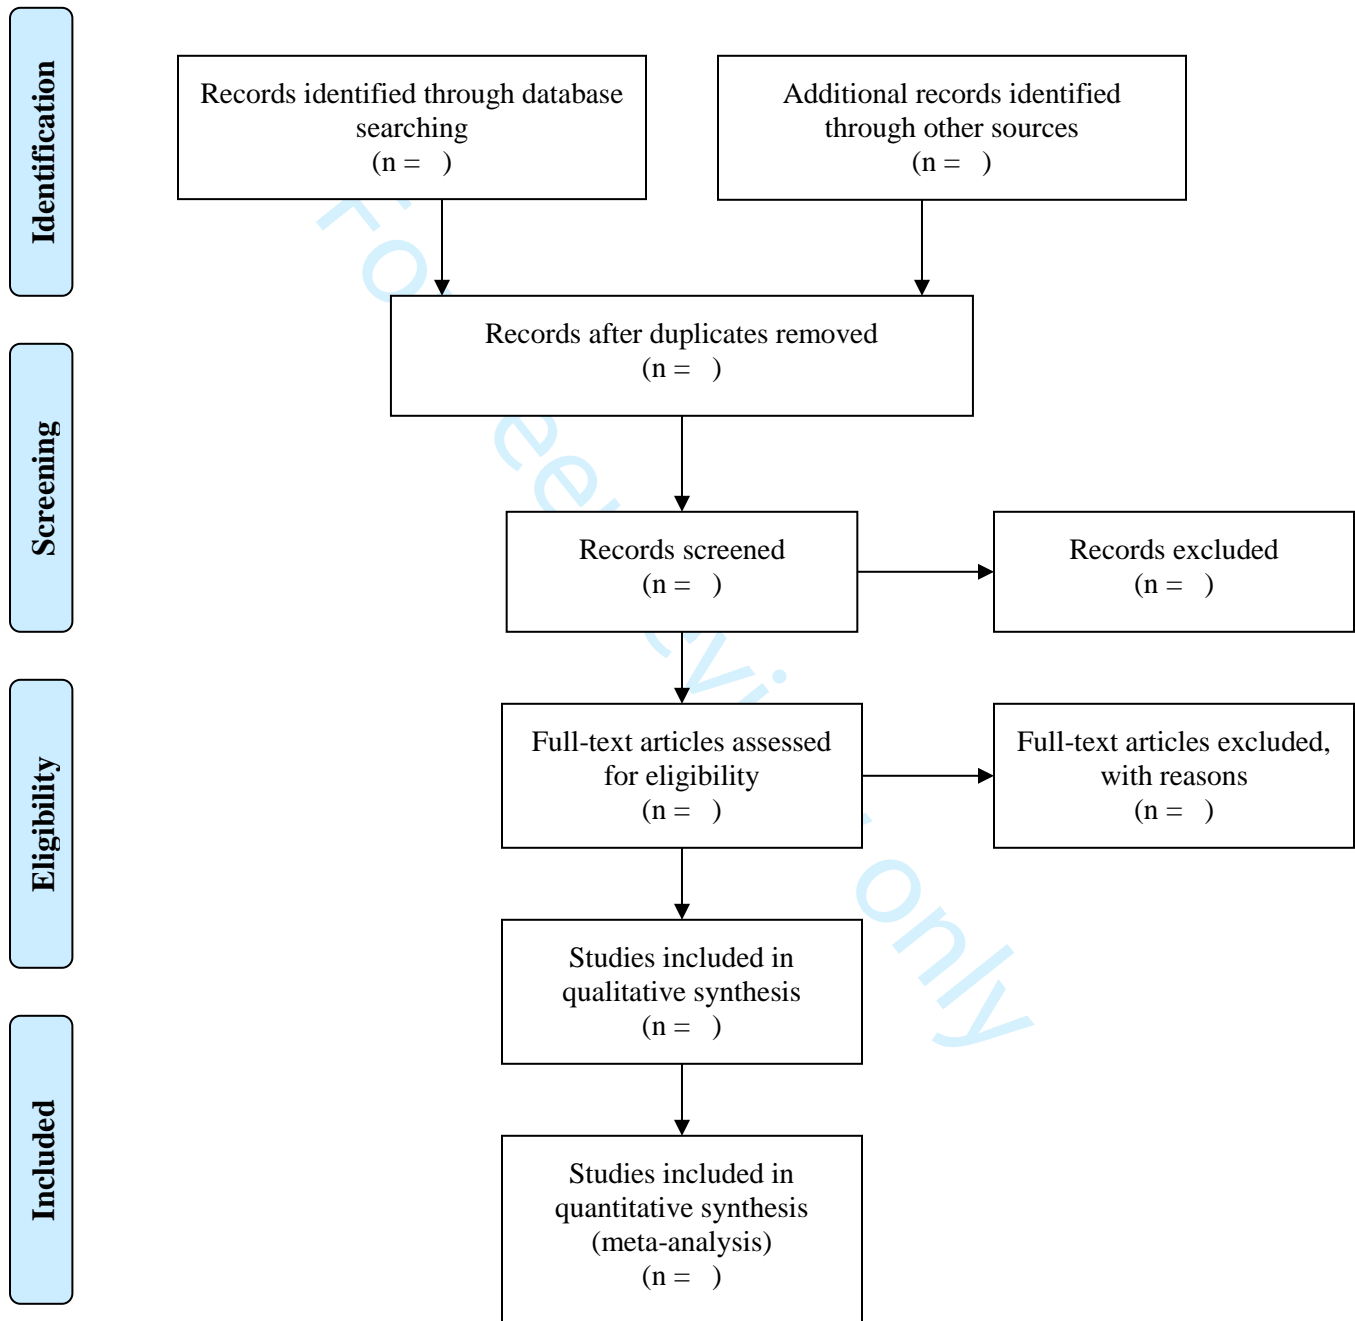 Identification
Records identified through database
searching
(n =   )
Additional records identified
through other sources
(n =   )
Records after duplicates removed
(n =   )
Screening
Records screened
(n =   )
Records excluded
(n =   )
Eligibility
Full-text articles assessed
for eligibility
(n =   )
Full-text articles excluded,
with reasons
(n =   )
Studies included in
qualitative synthesis
(n =   )
Included
Studies included in
quantitative synthesis
(meta-analysis)
(n =   )
only